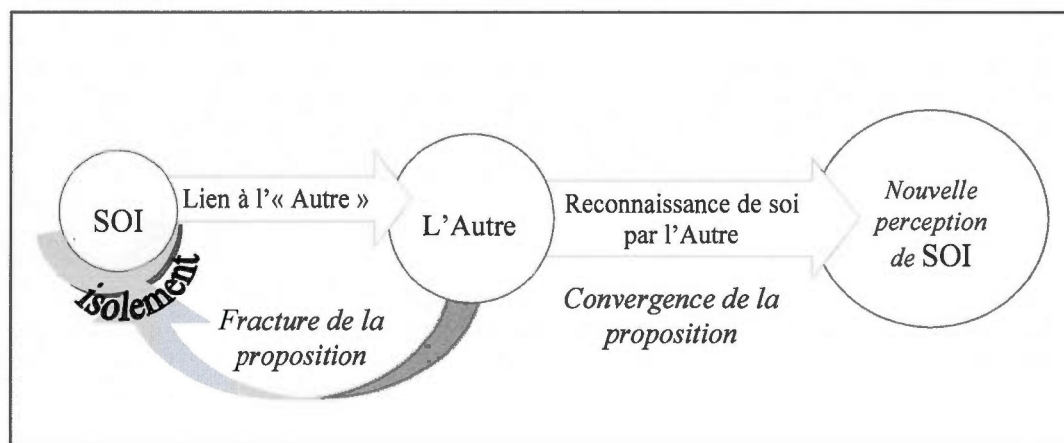 SOI
isolement
Lien à l'« Autre »
L'Autre
Fracture de la
proposition
Reconnaissance de soi
par l'Autre
Convergence de la
proposition
Nouvelle
perception
de SOI